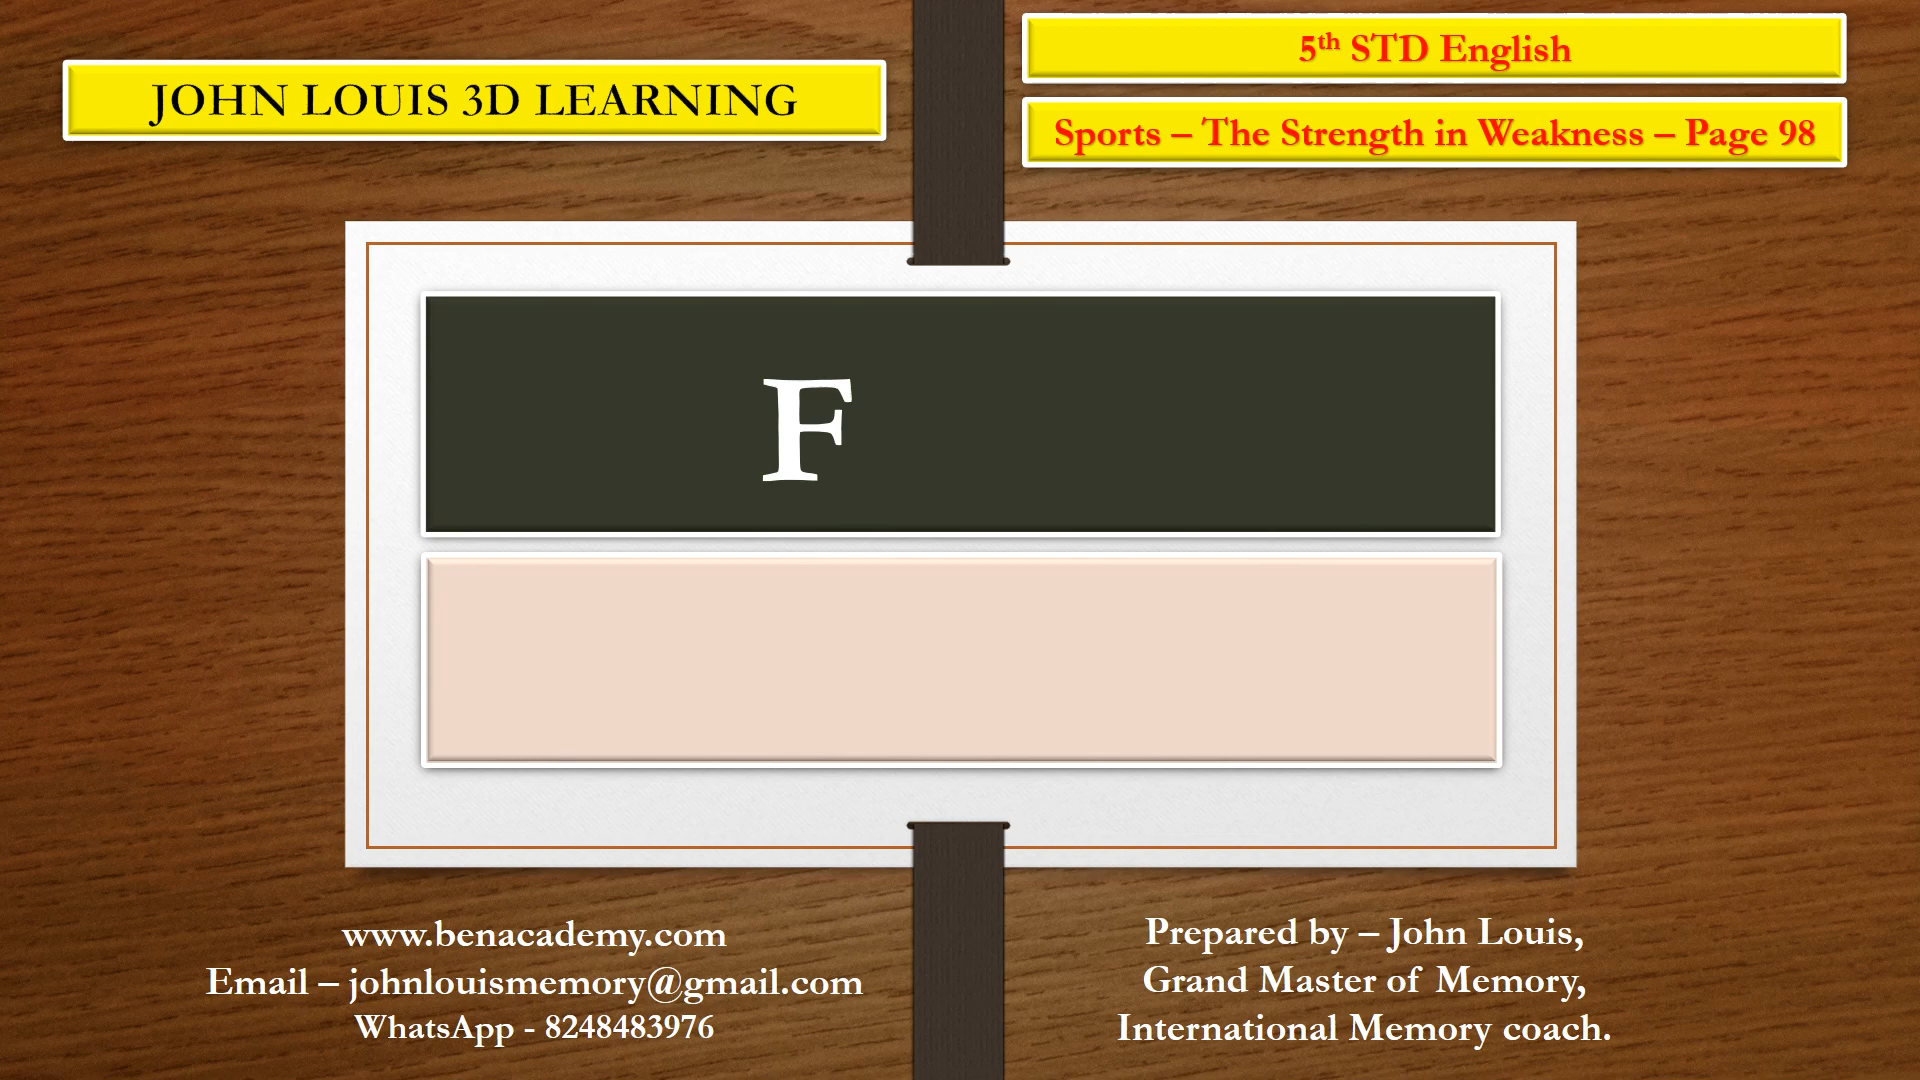 JOHN LOUIS 3D LEARNING
5th STD English
Sports – The Strength in Weakness – Page 98
F
www.benacademy.com
Email – johnlouismemory@gmail.com
WhatsApp - 8248483976
Prepared by – John Louis,
Grand Master of Memory,
International Memory coach.